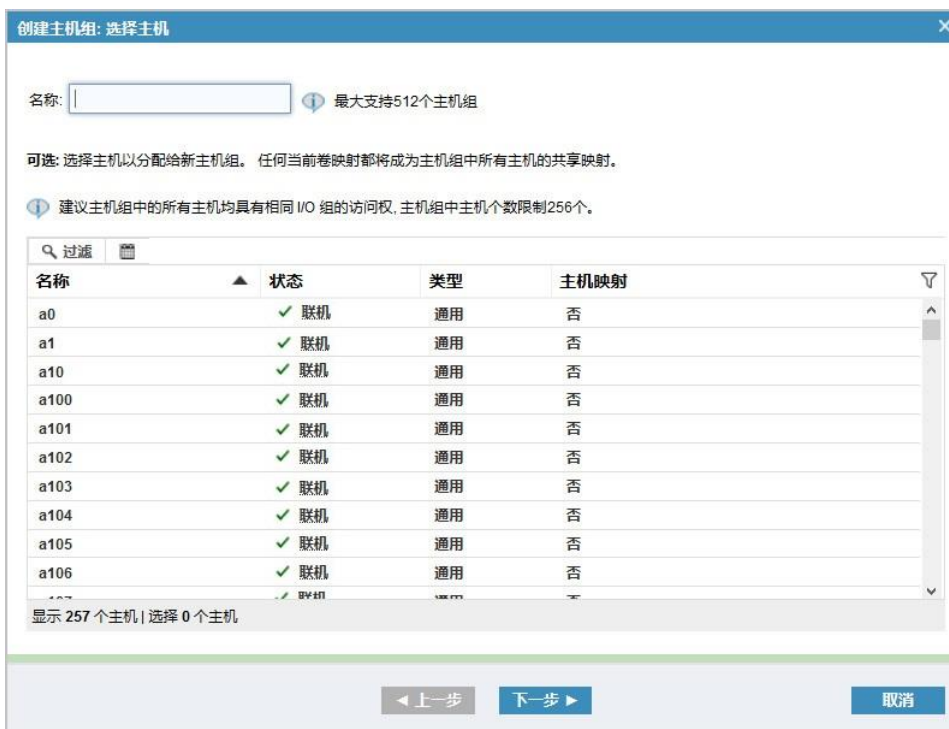 创建主机组: 选择主机
名称:
最大支持512个主机组
可选: 选择主机以分配给新主机组。 任何当前卷映射都将成为主机组中所有主机的共享映射。
建议主机组中的所有主机均具有相同 I/O 组的访问权, 主机组中主机个数限制256个。
过滤
名称 状态 类型 主机映射
a0 联机 通用 否
a1 联机 通用 否
a10 联机 通用 否
a100 联机 通用 否
a101 联机 通用 否
a102 联机 通用 否
a103 联机 通用 否
a104 联机 通用 否
a105 联机 通用 否
a106 联机 通用 否
显示 257 个主机 | 选择 0 个主机
上一步 下一步 取消